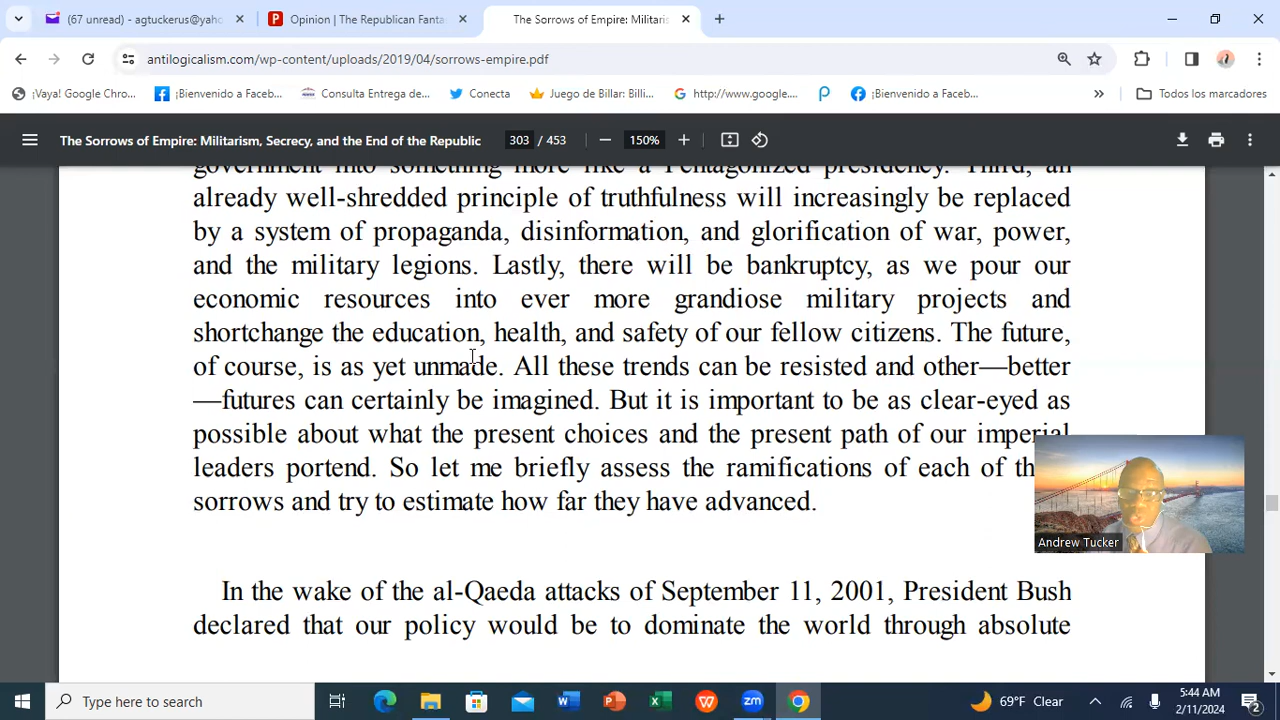 (67 unread) - agtuckerus@yaho
Opinion | The Republican Fanta
The Sorrows of Empire: Militaris
antilogicalism.com/wp-content/uploads/2019/04/sorrows-empire.pdf
¡Vaya! Google Chro...
¡Bienvenido a Faceb...
Consulta Entrega de...
Conecta
Juego de Billar: Billi...
http://www.google....
¡Bienvenido a Faceb...
Todos los marcadores
The Sorrows of Empire: Militarism, Secrecy, and the End of the Republic
303 / 453
150%
government into something more like a Pentagonized presidency. Third, an
already well-shredded principle of truthfulness will increasingly be replaced
by a system of propaganda, disinformation, and glorification of war, power,
and the military legions. Lastly, there will be bankruptcy, as we pour our
economic resources into ever more grandiose military projects and
shortchange the education, health, and safety of our fellow citizens. The future,
of course, is as yet unmade. All these trends can be resisted and other—better
—futures can certainly be imagined. But it is important to be as clear-eyed as
possible about what the present choices and the present path of our imperial
leaders portend. So let me briefly assess the ramifications of each of
sorrows and try to estimate how far they have advanced.
Andrew Tucker
In the wake of the al-Qaeda attacks of September 11, 2001, President Bush
declared that our policy would be to dominate the world through absolute
Type here to search
69°F Clear
5:44 AM
2/11/2024
2